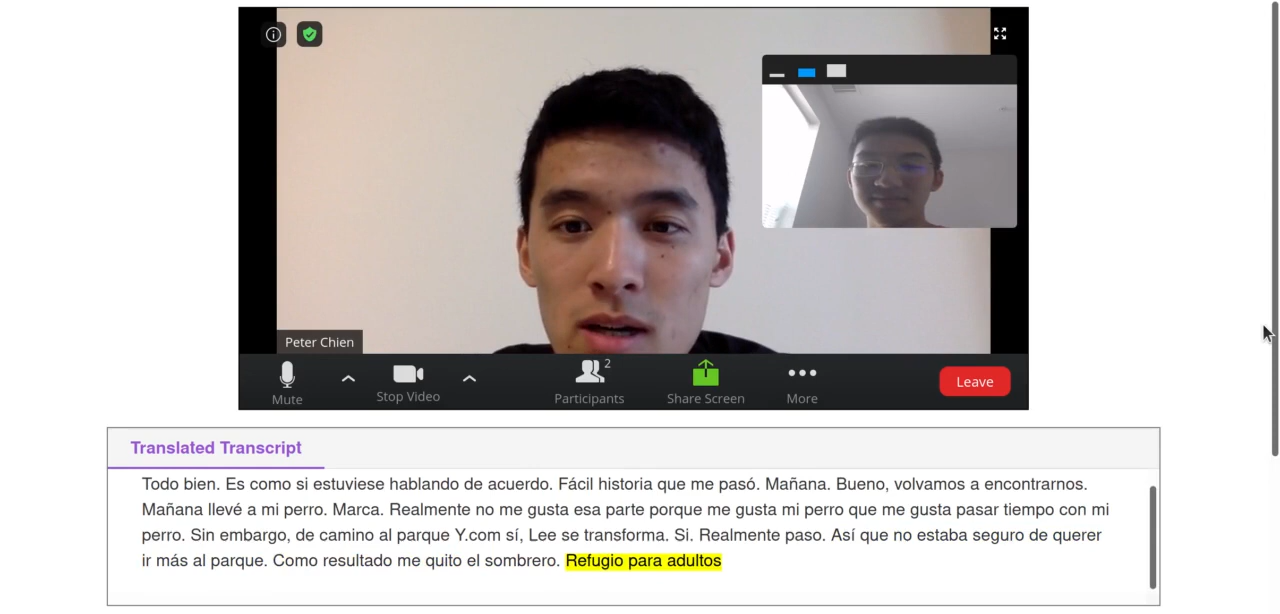 Peter Chien
2
Mute
Stop Video
Participants
Share Screen
More
Leave
Translated Transcript
Todo bien. Es como si estuviese hablando de acuerdo. Fácil historia que me pasó. Mañana. Bueno, volvamos a encontrarnos.
Mañana llevé a mi perro. Marca. Realmente no me gusta esa parte porque me gusta mi perro que me gusta pasar tiempo con mi
perro. Sin embargo, de camino al parque Y.com sí, Lee se transforma. Si. Realmente paso. Así que no estaba seguro de querer
ir más al parque. Como resultado me quito el sombrero. Refugio para adultos